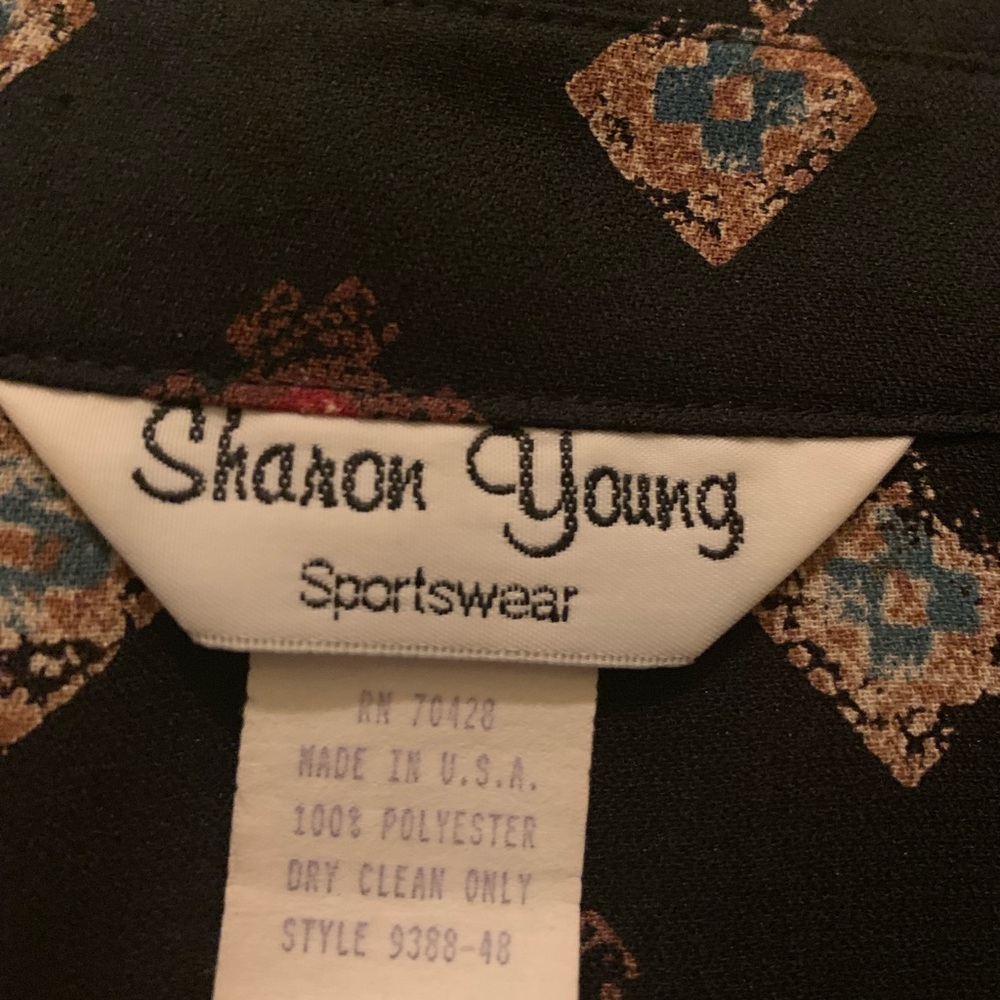 Sharon Young
Sportswear
RN 70428
MADE IN U.S.A.
100% POLYESTER
DRY CLEAN ONLY
STYLE 9388-48